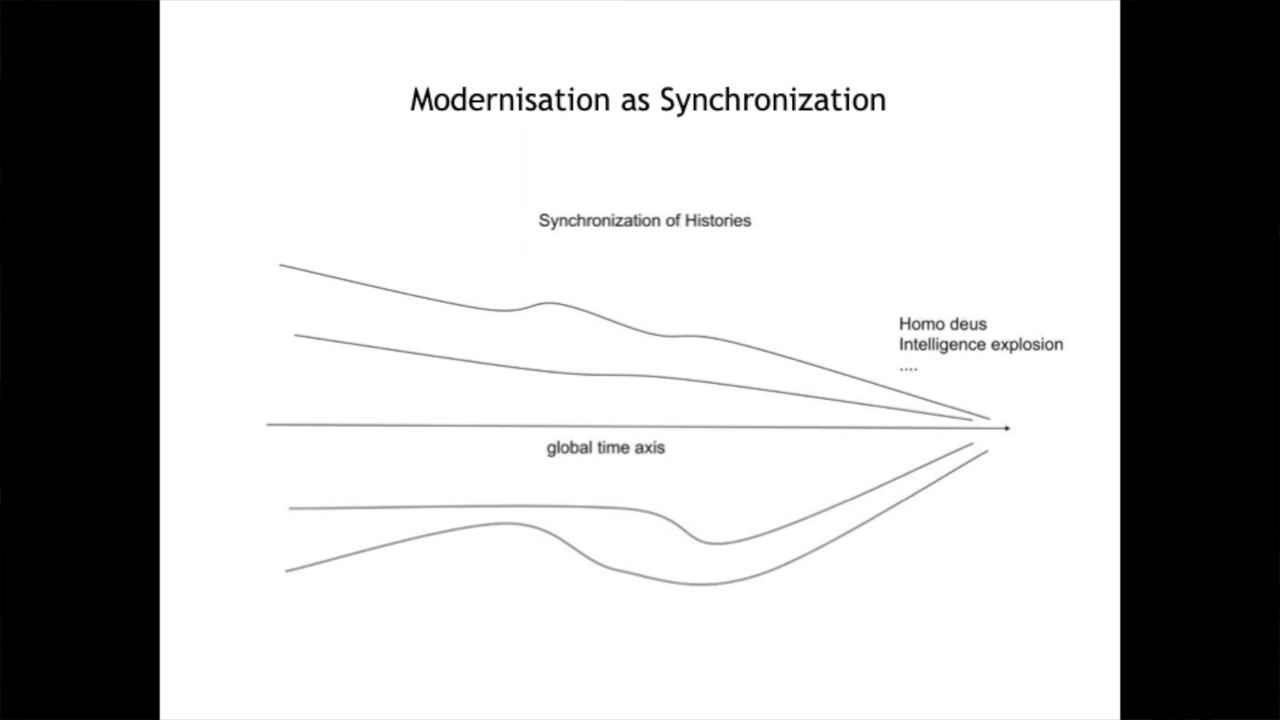 Modernisation as Synchronization
Synchronization of Histories
Homo deus
Intelligence explosion
....
global time axis